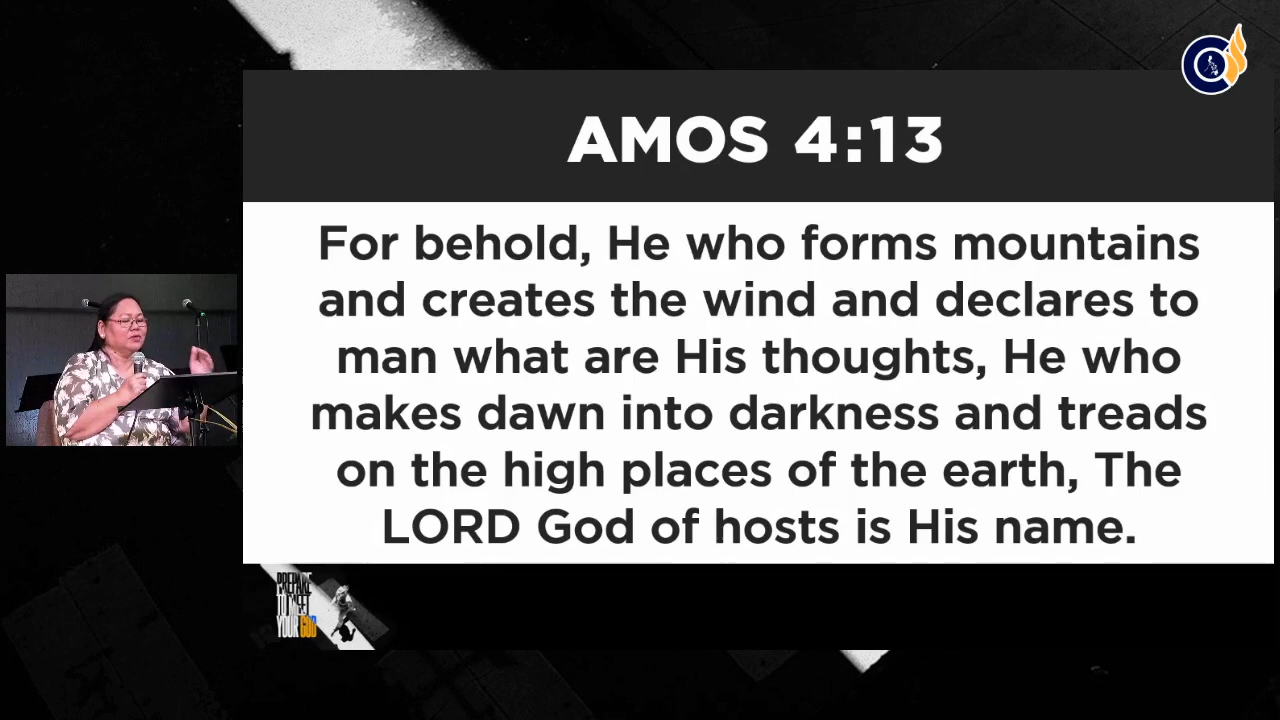 AMOS 4:13
For behold, He who forms mountains
and creates the wind and declares to
man what are His thoughts, He who
makes dawn into darkness and treads
on the high places of the earth, The
LORD God of hosts is His name.
PREPARE
TO MEET
YOUR GOD